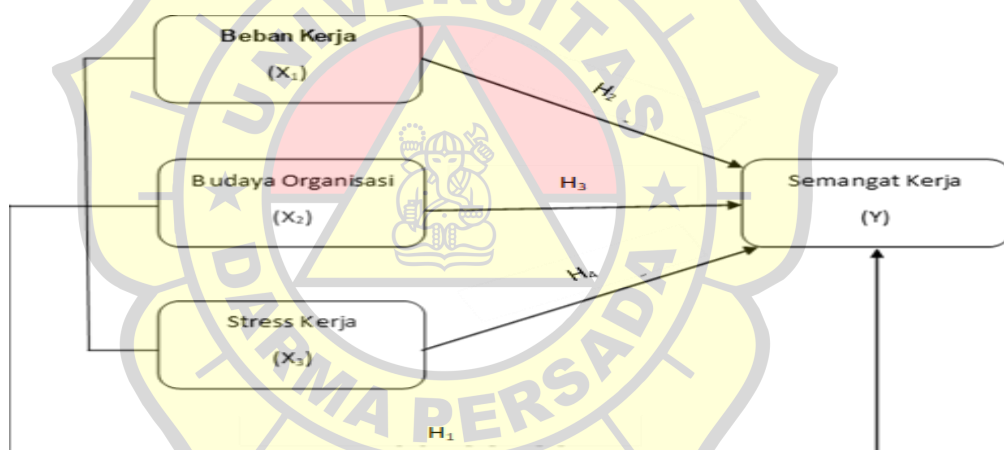 UNIVERSITAS
Beban Kerja
(X₁)
H₂
Budaya Organisasi
(X₂)
H₃
Semangat Kerja
(Y)
H₄
Stress Kerja
(X₃)
H₁
DARMA PERSADA